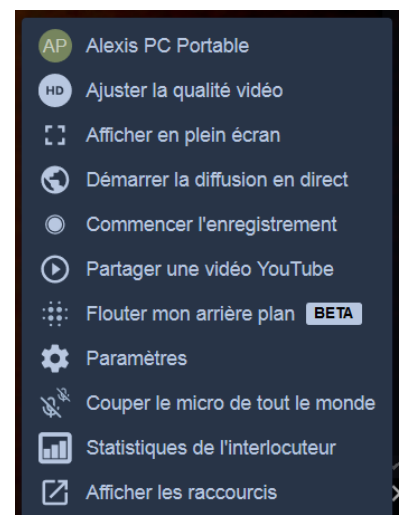 AP Alexis PC Portable
HD Ajuster la qualité vidéo
Afficher en plein écran
Démarrer la diffusion en direct
Commencer l'enregistrement
Partager une vidéo YouTube
Flouter mon arrière plan BETA
Paramètres
Couper le micro de tout le monde
Statistiques de l'interlocuteur
Afficher les raccourcis